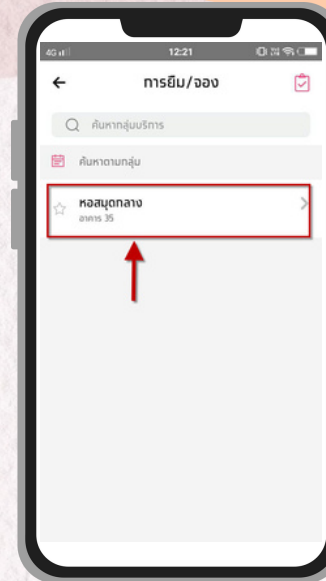 4G
12:21
การยืม/จอง
ค้นหากลุ่มบริการ
ค้นหาตามกลุ่ม
หอสมุดกลาง
อาคาร 35